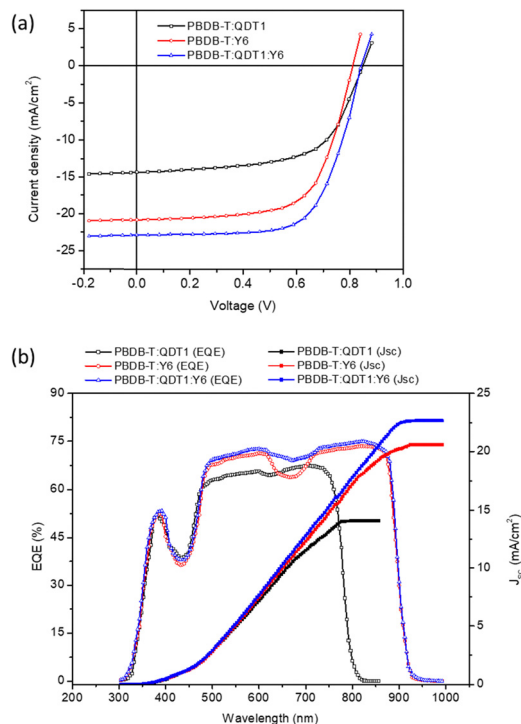 (a)
PBDB-T:QDT1
PBDB-T:Y6
PBDB-T:QDT1:Y6
5
0
-5
-10
-15
-20
-25
Current density (mA/cm²)
-0.2 0.0 0.2 0.4 0.6 0.8 1.0
Voltage (V)
(b)
PBDB-T:QDT1 (EQE) PBDB-T:QDT1 (Jsc)
PBDB-T:Y6 (EQE) PBDB-T:Y6 (Jsc)
PBDB-T:QDT1:Y6 (EQE) PBDB-T:QDT1:Y6 (Jsc)
90 25
75 20
60 15
45 10
30 5
15 0
0
EQE (%)
J_SC (mA/cm²)
200 300 400 500 600 700 800 900 1000
Wavelength (nm)